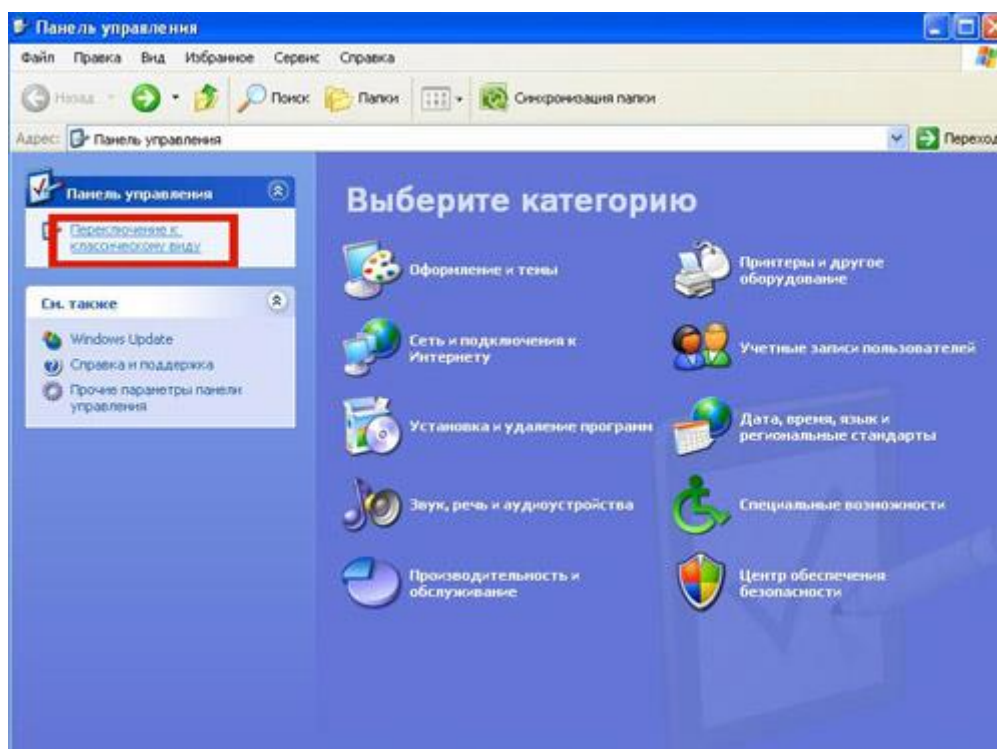 Панель управления
Файл Правка Вид Избранное Сервис Справка
Назад Поиск Папки Синхронизация папки
Адрес: Панель управления Переход
Панель управления
Переключение к
классическому виду
См. также
Windows Update
Справка и поддержка
Прочие параметры панели
управления
Выберите категорию
Оформление и темы
Принтеры и другое
оборудование
Сеть и подключения к
Интернету
Учетные записи пользователей
Установка и удаление программ
Дата, время, язык и
региональные стандарты
Звук, речь и аудиоустройства
Специальные возможности
Производительность и
обслуживание
Центр обеспечения
безопасности